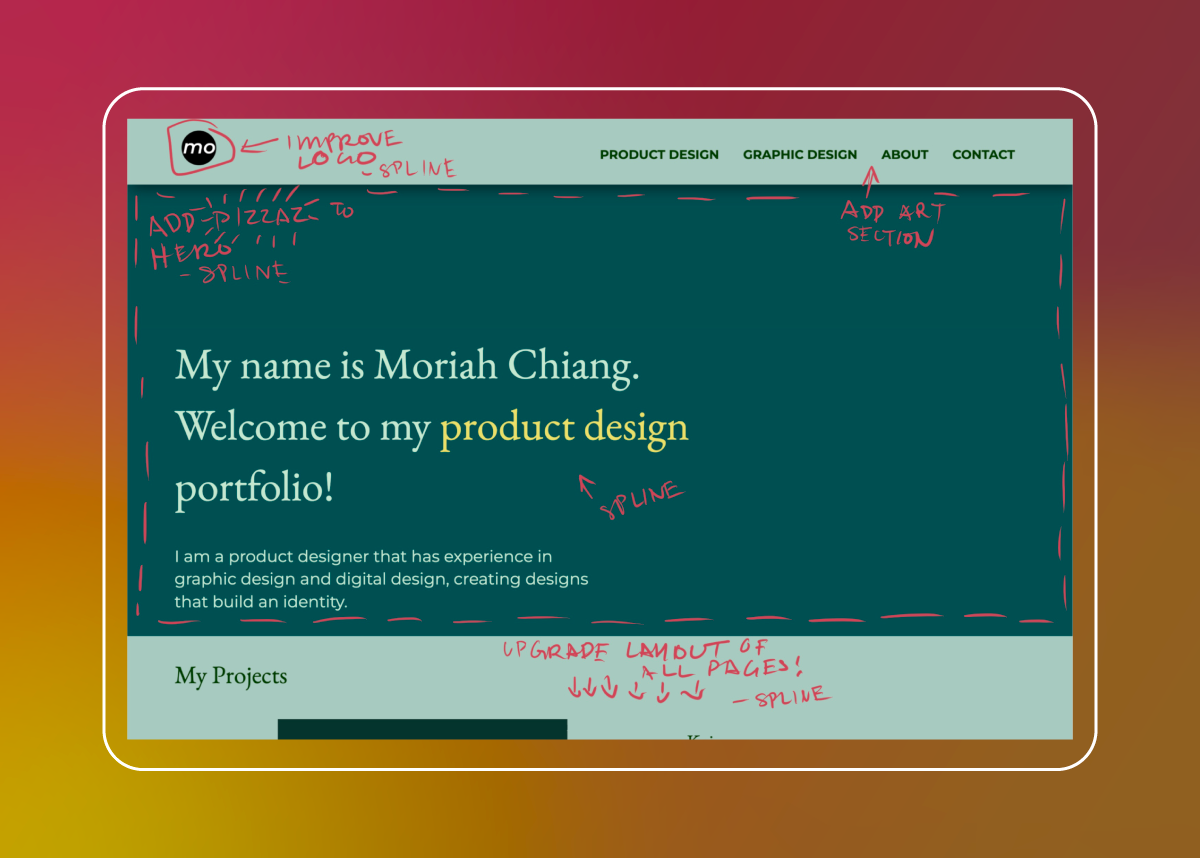 mo
IMPROVE
LOGO
- SPLINE
PRODUCT DESIGN GRAPHIC DESIGN ABOUT CONTACT
ADD PIZZAZ TO
HERO
- SPLINE
ADD ART
SECTION
My name is Moriah Chiang.
Welcome to my product design
portfolio!
SPLINE
I am a product designer that has experience in
graphic design and digital design, creating designs
that build an identity.
UPGRADE LAYOUT OF
ALL PAGES!
- SPLINE
My Projects